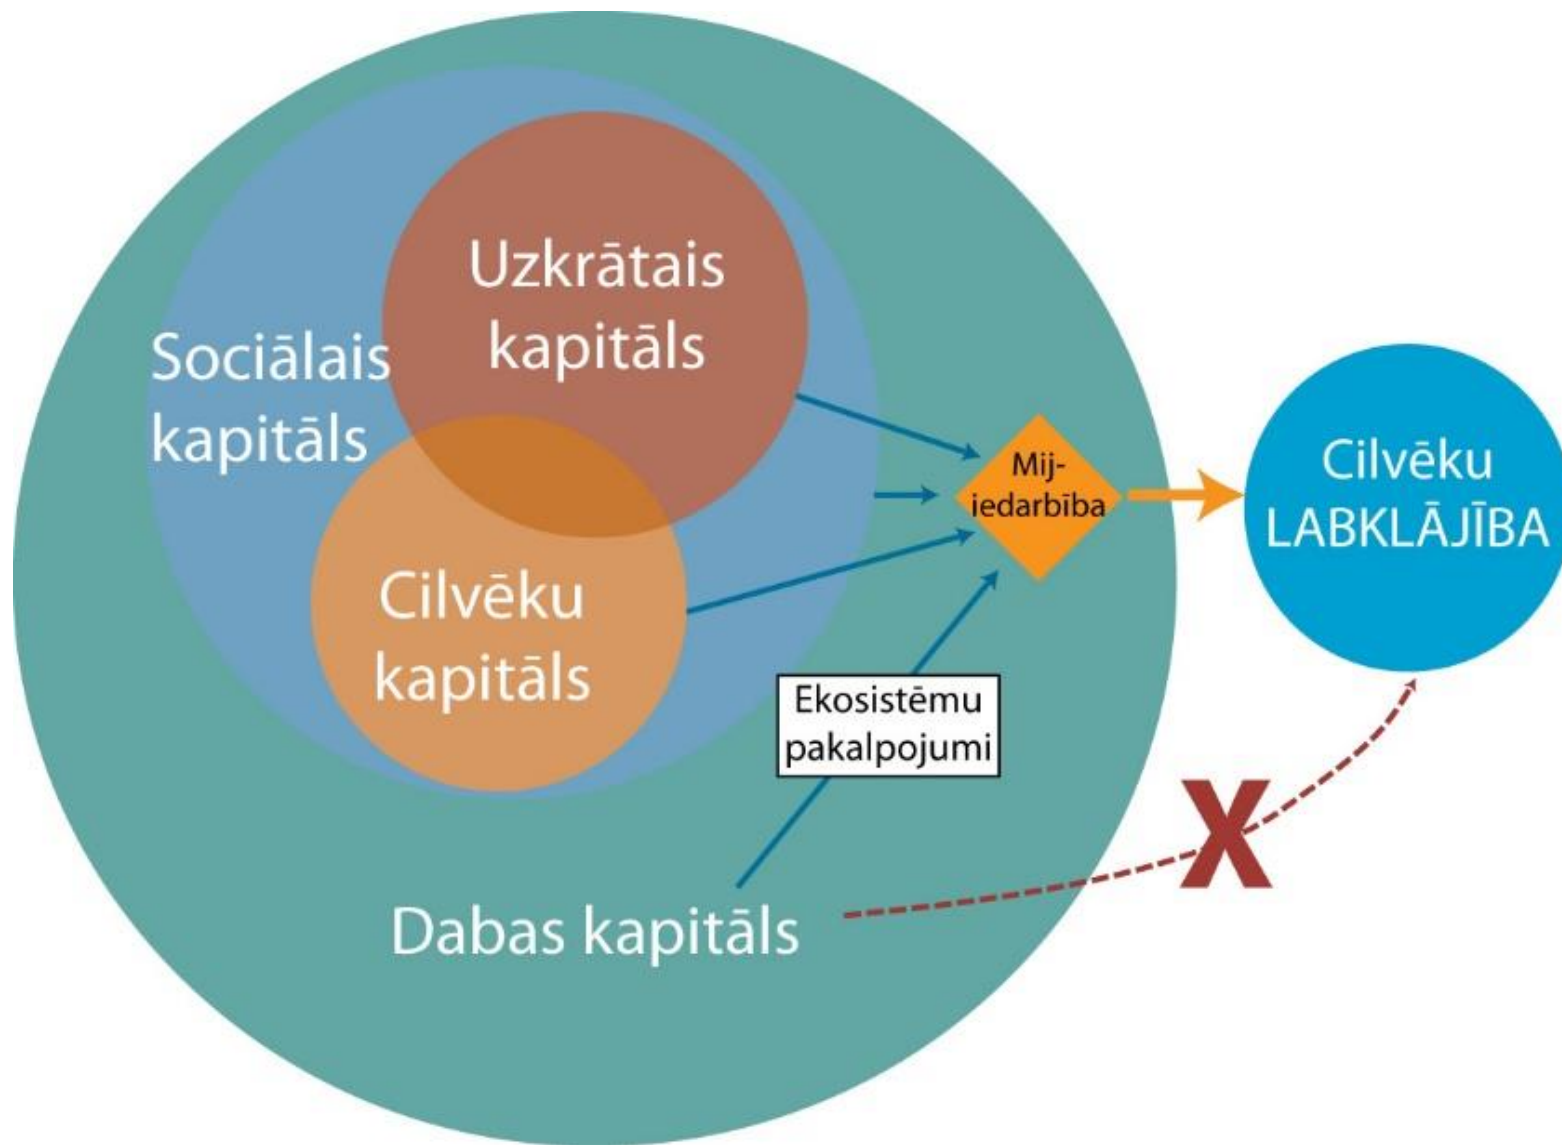 Uzkrātais
kapitāls
Sociālais
kapitāls
Cilvēku
kapitāls
Mij-
iedarbība
Cilvēku
LABKLĀJĪBA
Ekosistēmu
pakalpojumi
X
Dabas kapitāls